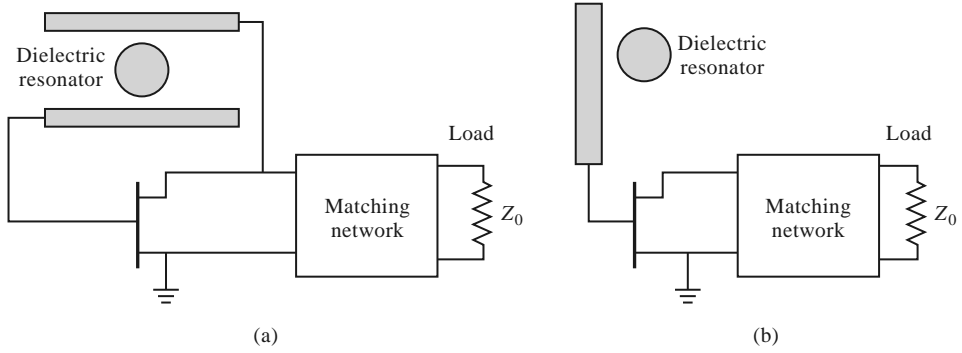 Dielectric
resonator
Load
Matching
network
Z0
(a)
Dielectric
resonator
Load
Matching
network
Z0
(b)